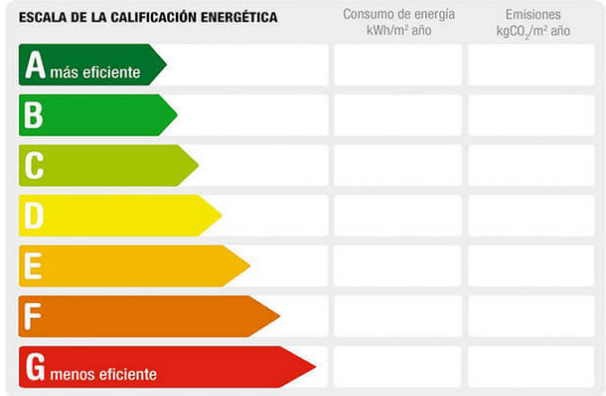 ESCALA DE LA CALIFICACIÓN ENERGÉTICA
Consumo de energía
kWh/m² año
Emisiones
kgCO₂/m² año
A más eficiente
B
C
D
E
F
G menos eficiente